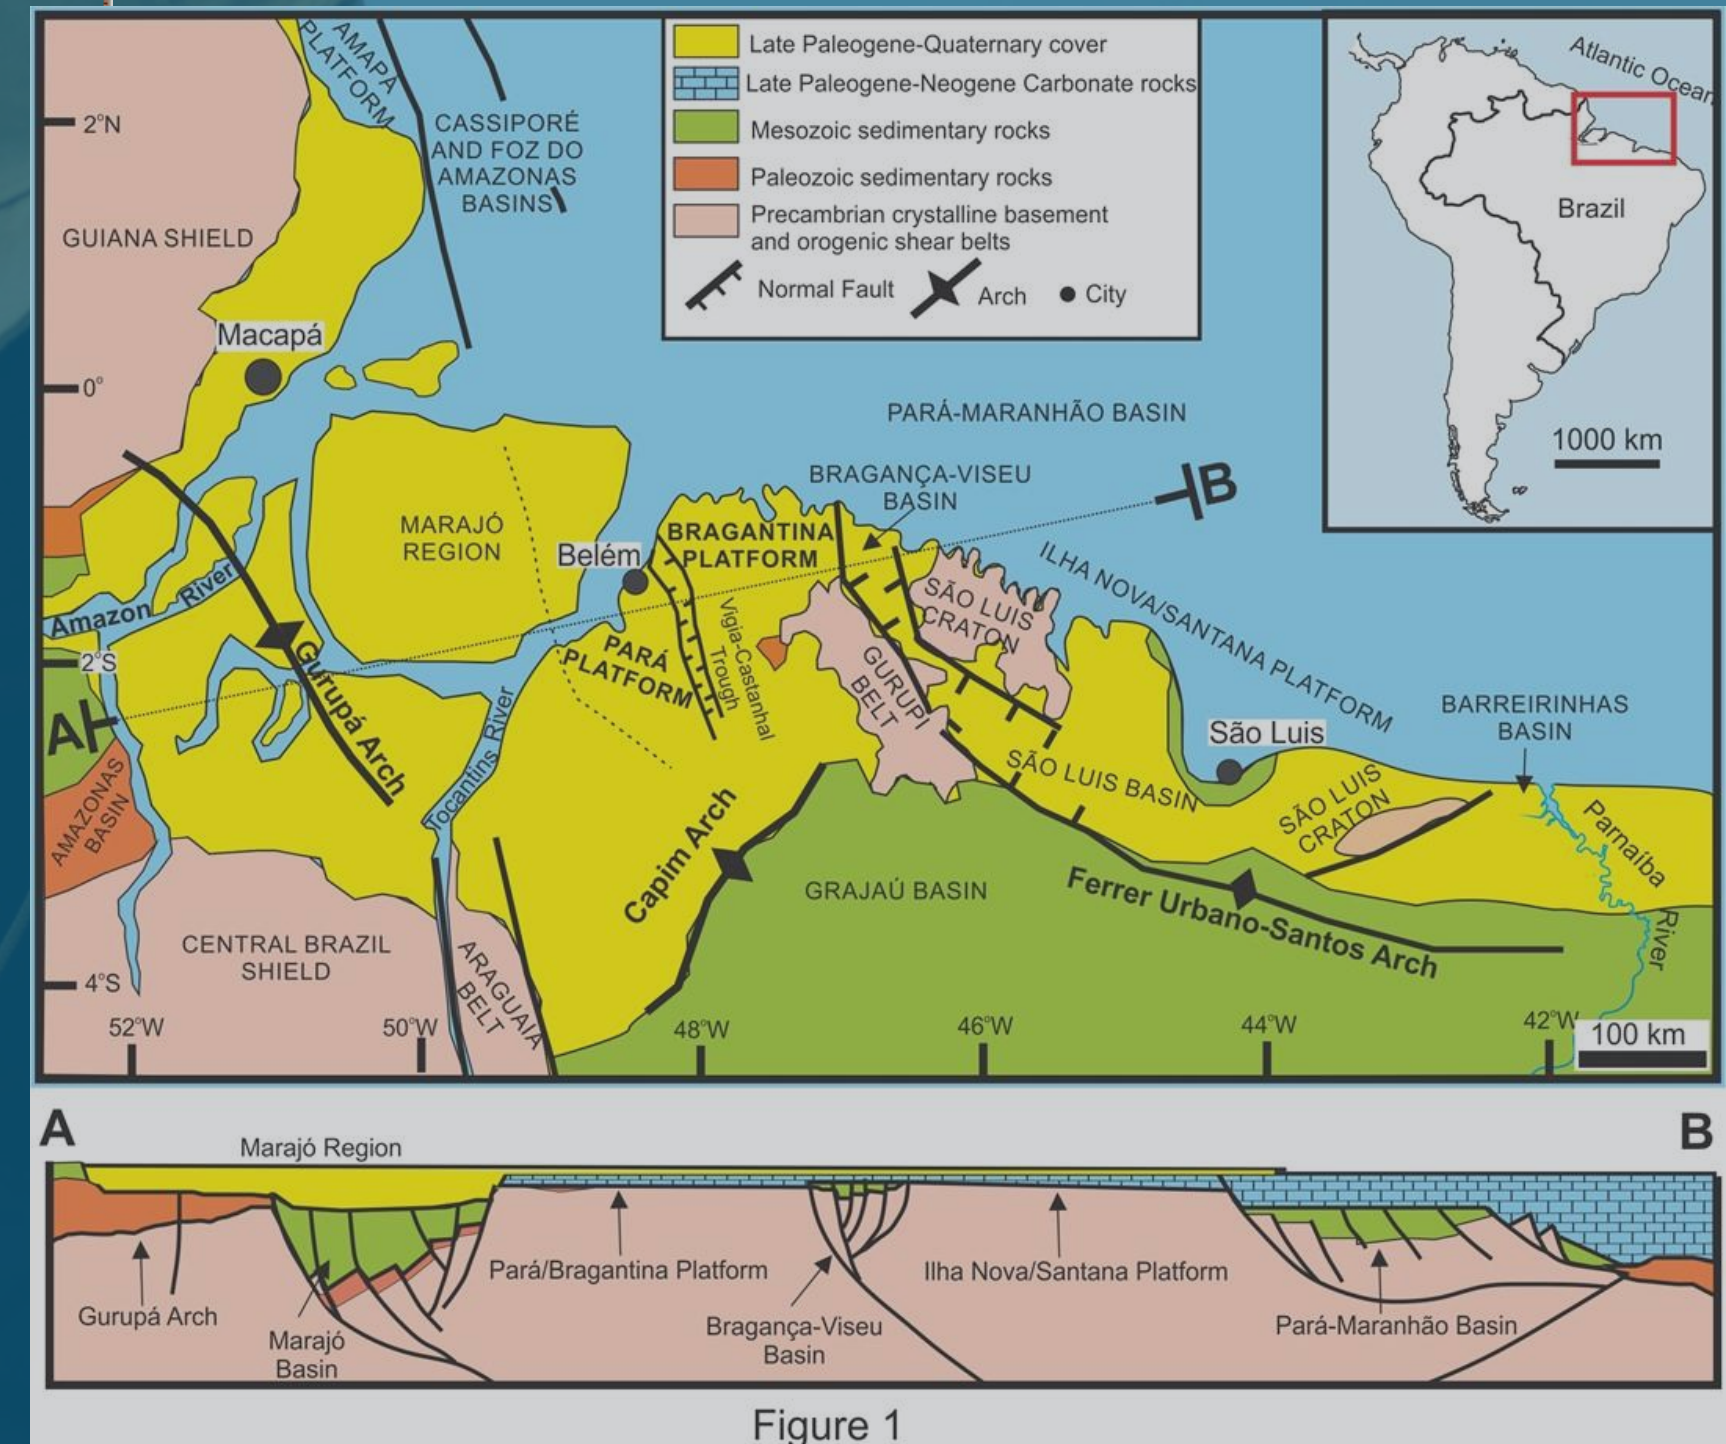 AMAPÁ
PLATFORM
CASSIPORÉ
AND FOZ DO
AMAZONAS
BASINS
2°N
GUIANA SHIELD
Macapá
0°
Late Paleogene-Quaternary cover
Late Paleogene-Neogene Carbonate rocks
Mesozoic sedimentary rocks
Paleozoic sedimentary rocks
Precambrian crystalline basement
and orogenic shear belts
Normal Fault
Arch
City
Atlantic Ocean
Brazil
1000 km
PARÁ-MARANHÃO BASIN
BRAGANÇA-VISEU
BASIN
B
MARAJÓ
REGION
Belém
BRAGANTINA
PLATFORM
Amazon River
2°S
A
Gurupá Arch
PARÁ
PLATFORM
Vigia-Castanhal
Trough
GURUPI
BELT
SÃO LUIS
CRATON
ILHA NOVA/SANTANA PLATFORM
São Luis
BARREIRINHAS
BASIN
Tocantins River
AMAZONAS
BASIN
SÃO LUIS BASIN
SÃO LUIS
CRATON
Parnaíba
River
Capim Arch
GRAJAÚ BASIN
Ferrer Urbano-Santos Arch
CENTRAL BRAZIL
SHIELD
ARAGUAIA
BELT
4°S
52°W
50°W
48°W
46°W
44°W
42°W
100 km
A
B
Marajó Region
Gurupá Arch
Marajó
Basin
Pará/Bragantina Platform
Bragança-Viseu
Basin
Ilha Nova/Santana Platform
Pará-Maranhão Basin
Figure 1